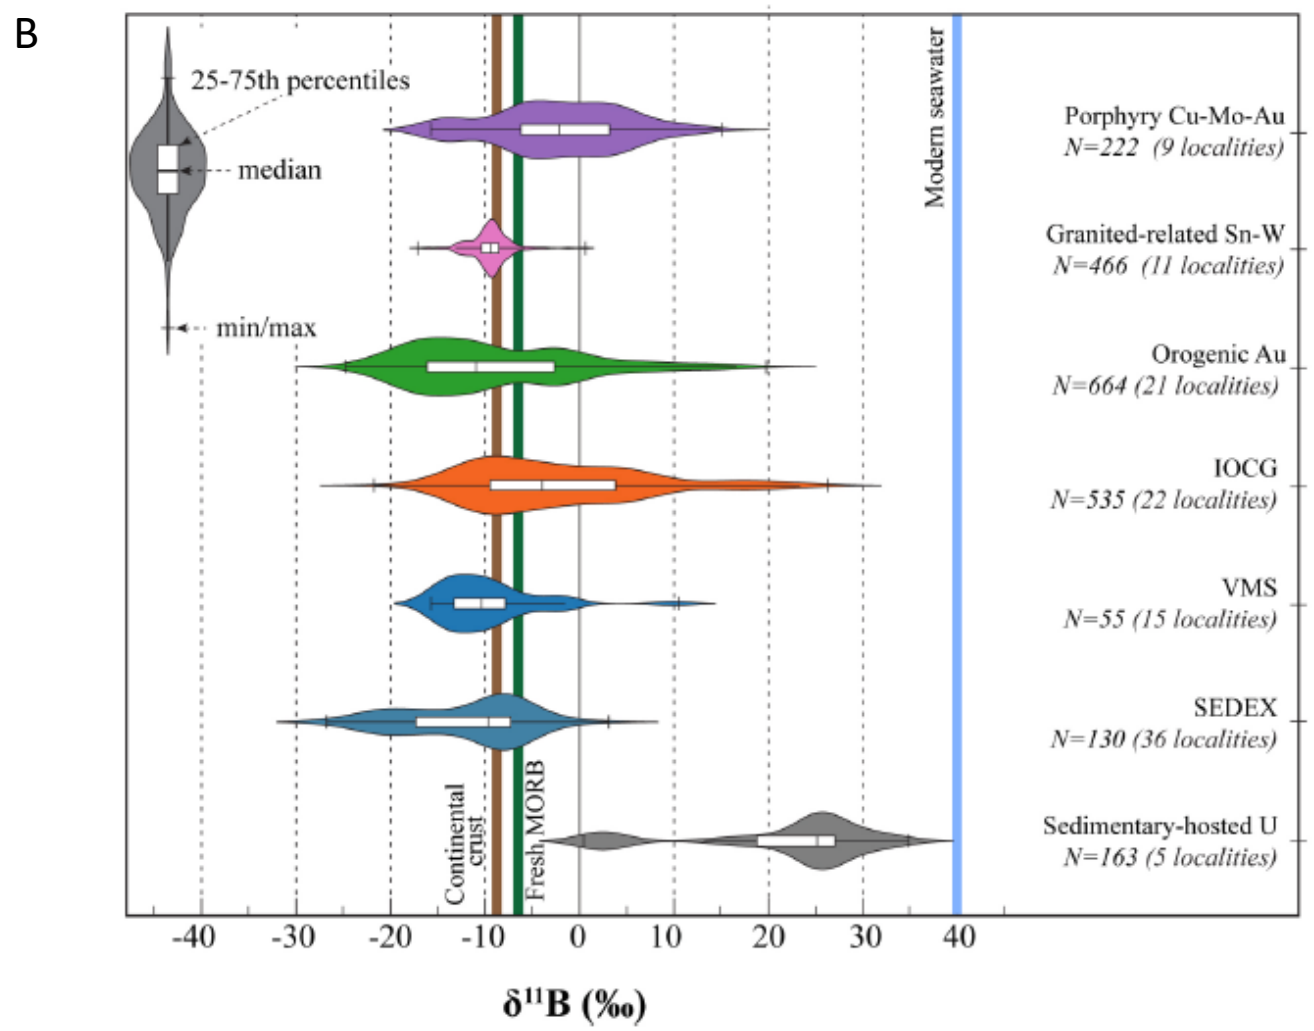 B
25-75th percentiles
median
min/max
Modern seawater
Porphyry Cu-Mo-Au
N=222 (9 localities)
Granited-related Sn-W
N=466 (11 localities)
Orogenic Au
N=664 (21 localities)
IOCG
N=535 (22 localities)
VMS
N=55 (15 localities)
SEDEX
N=130 (36 localities)
Continental
crust
Fresh MORB
Sedimentary-hosted U
N=163 (5 localities)
-40 -30 -20 -10 0 10 20 30 40
δ¹¹B (‰)